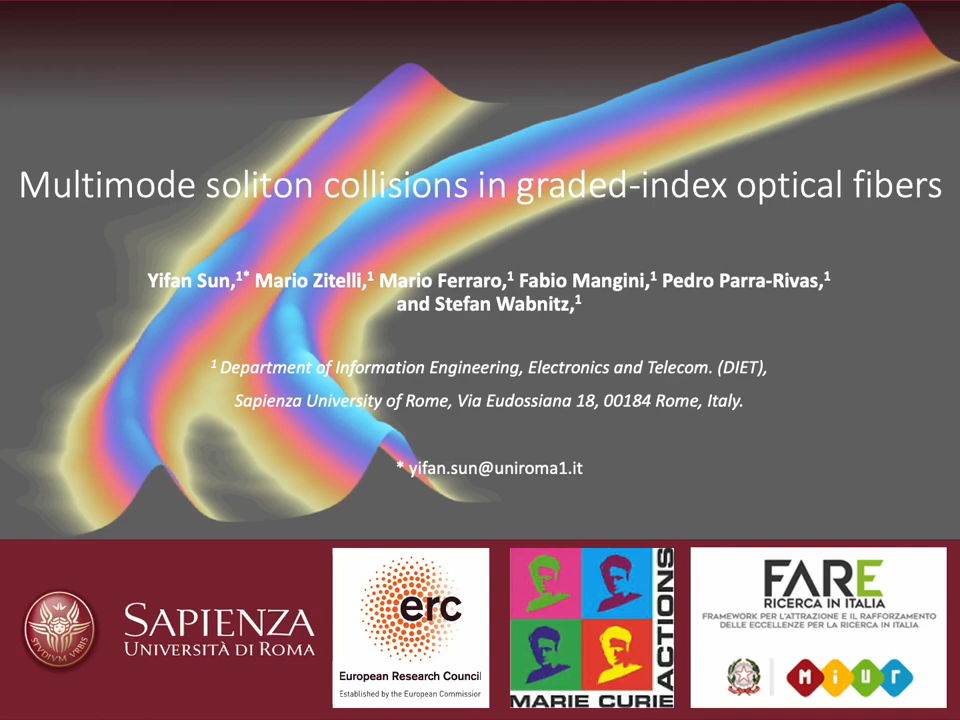 Multimode soliton collisions in graded-index optical fibers
Yifan Sun,1* Mario Zitelli,1 Mario Ferraro,1 Fabio Mangini,1 Pedro Parra-Rivas,1
and Stefan Wabnitz,1
1 Department of Information Engineering, Electronics and Telecom. (DIET),
Sapienza University of Rome, Via Eudossiana 18, 00184 Rome, Italy.
* yifan.sun@uniroma1.it
STVDIVM VRBIS
SAPIENZA
UNIVERSITÀ DI ROMA
erc
European Research Council
Established by the European Commission
MARIE CURIE
ACTIONS
FARE
RICERCA IN ITALIA
FRAMEWORK PER L'ATTRAZIONE E IL RAFFORZAMENTO
DELLE ECCELLENZE PER LA RICERCA IN ITALIA
MIUR